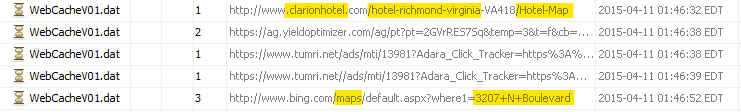 WebCacheV01.dat 1 http://www.clarionhotel.com/hotel-richmond-virginia-VA418/Hotel-Map 2015-04-11 01:46:32 EDT
WebCacheV01.dat 2 https://ag.yieldoptimizer.com/ag/pt?pt=2GVrRES7Sq&temp=3&t=f&cb=... 2015-04-11 01:46:38 EDT
WebCacheV01.dat 1 https://www.tumri.net/ads/mti/13981?Adara_Click_Tracker=https%3A%... 2015-04-11 01:46:38 EDT
WebCacheV01.dat 1 https://www.tumri.net//ads/mti/13981?Adara_Click_Tracker=https%3A... 2015-04-11 01:46:39 EDT
WebCacheV01.dat 3 http://www.bing.com/maps/default.aspx?where1=3207+N+Boulevard 2015-04-11 01:46:52 EDT